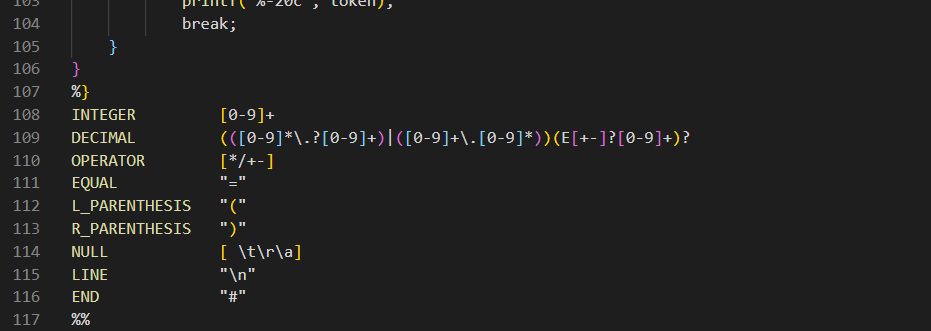 103 printf("%-20c", token);
104 break;
105 }
106 }
107 %}
108 INTEGER [0-9]+
109 DECIMAL (([0-9]*\.?[0-9]+)|([0-9]+\.[0-9]*))(E[+-]?[0-9]+)?
110 OPERATOR [*/+-]
111 EQUAL "="
112 L_PARENTHESIS "("
113 R_PARENTHESIS ")"
114 NULL [ \t\r\a]
115 LINE "\n"
116 END "#"
117 %%